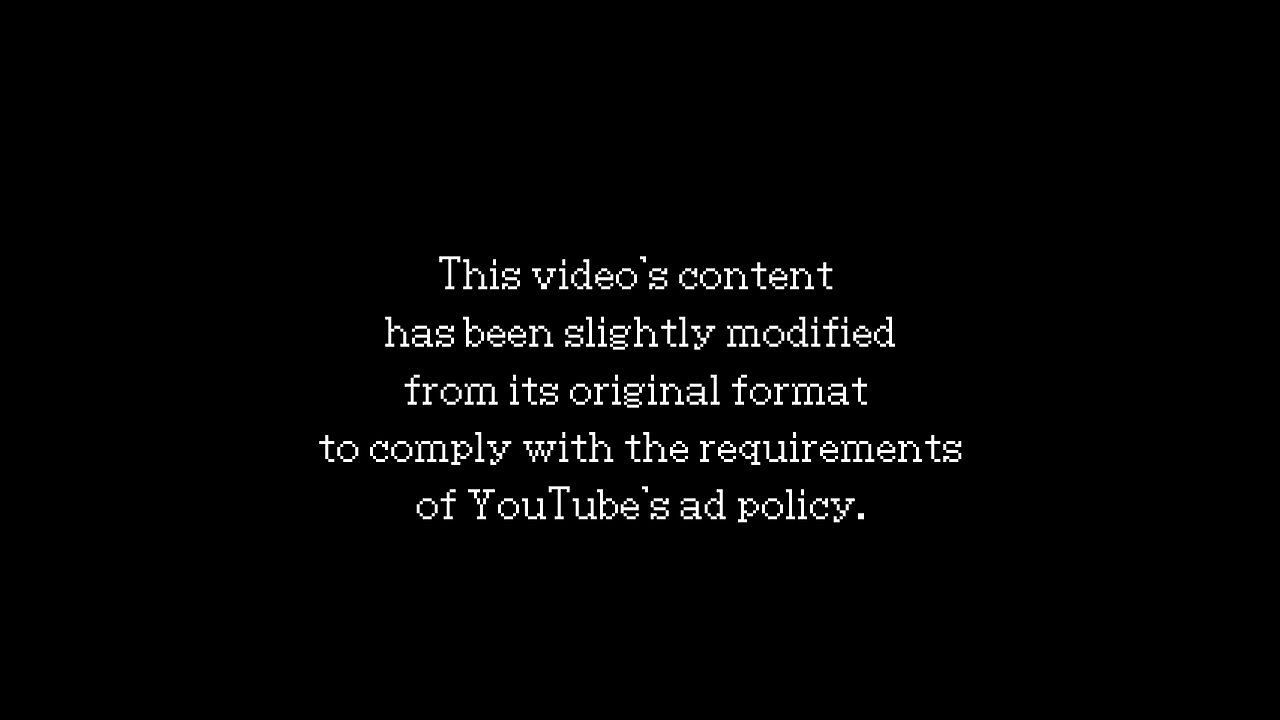 This video's content
has been slightly modified
from its original format
to comply with the requirements
of YouTube's ad policy.